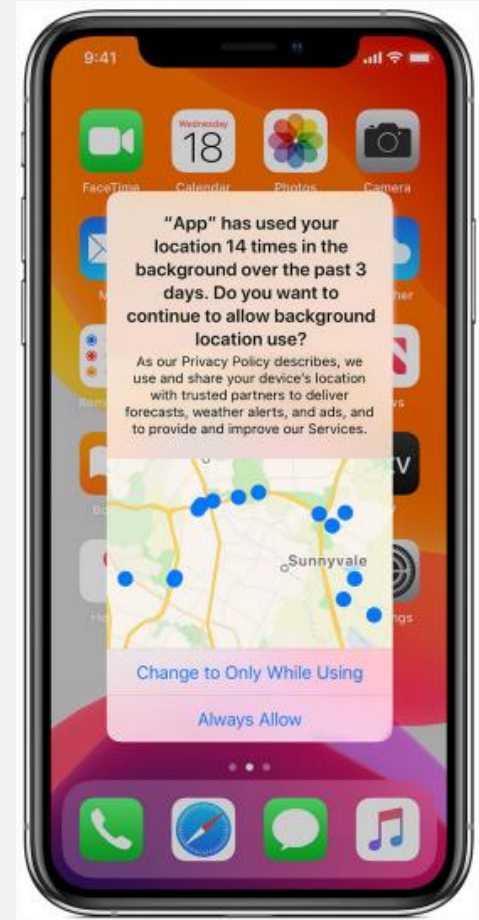 9:41
Wednesday
18
FaceTime
Calendar
Photos
Camera
“App” has used your
location 14 times in the
background over the past 3
days. Do you want to
continue to allow background
location use?
As our Privacy Policy describes, we
use and share your device's location
with trusted partners to deliver
forecasts, weather alerts, and ads, and
to provide and improve our Services.
Sunnyvale
Change to Only While Using
Always Allow